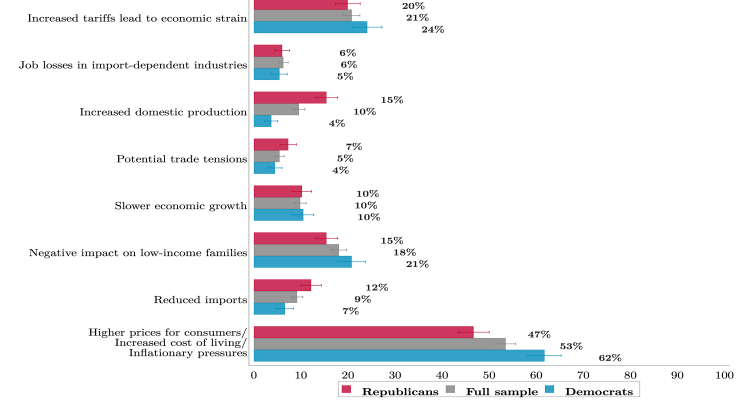 20%
Increased tariffs lead to economic strain
21%
24%
6%
Job losses in import-dependent industries
6%
5%
15%
Increased domestic production
10%
4%
7%
Potential trade tensions
5%
4%
10%
Slower economic growth
10%
10%
15%
Negative impact on low-income families
18%
21%
12%
Reduced imports
9%
7%
Higher prices for consumers/
47%
Increased cost of living/
53%
Inflationary pressures
62%
0 10 20 30 40 50 60 70 80 90 100
Republicans Full sample Democrats